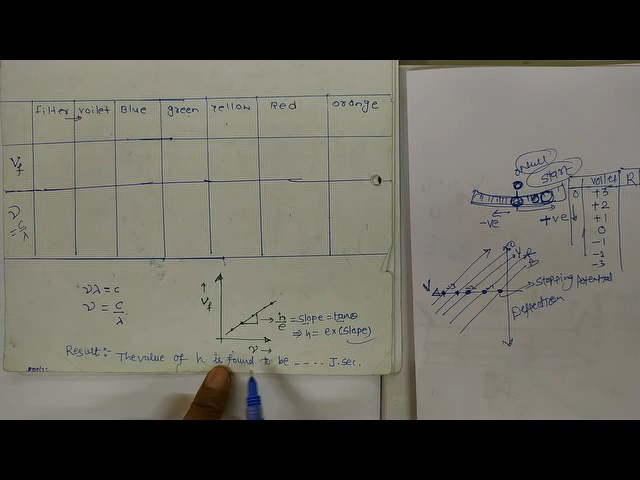 filter voilet Blue green yellow Red orange
Vf
ν
= c/λ
νλ = c
ν = c/λ
↑ Vf
ν →
→ h/e = slope = tanθ
⇒ h = e x (slope)
Result:- The value of h is found to be .... J.sec.
Null
start
-ve
+ve
0
voilet R
+3
+2
+1
0
-1
-2
-3
V
→ stopping potential
Deflection